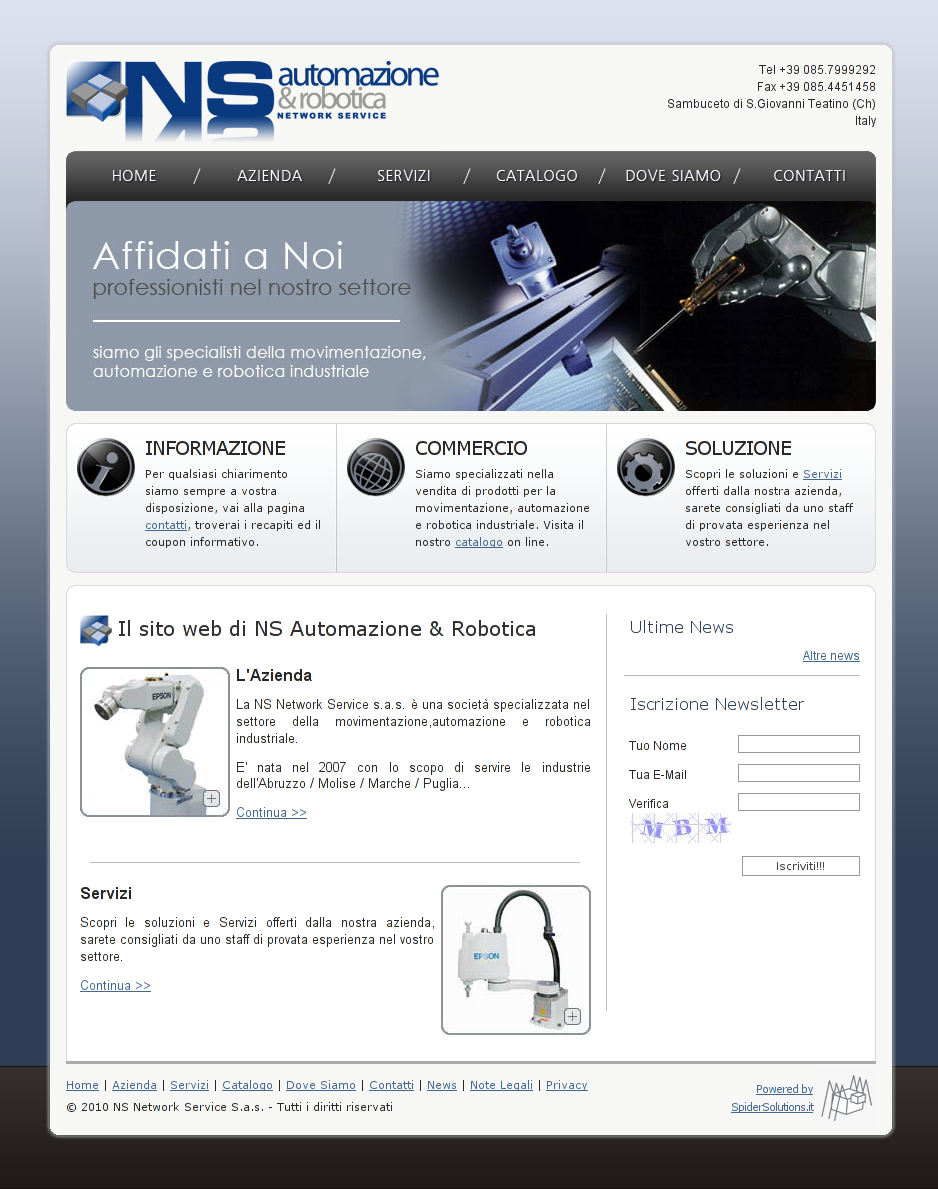 NS automazione
& robotica
NETWORK SERVICE
Tel +39 085.7999292
Fax +39 085.4451458
Sambuceto di S.Giovanni Teatino (Ch)
Italy
HOME / AZIENDA / SERVIZI / CATALOGO / DOVE SIAMO / CONTATTI
Affidati a Noi
professionisti nel nostro settore
siamo gli specialisti della movimentazione,
automazione e robotica industriale
INFORMAZIONE
Per qualsiasi chiarimento
siamo sempre a vostra
disposizione, vai alla pagina
contatti, troverai i recapiti ed il
coupon informativo.
COMMERCIO
Siamo specializzati nella
vendita di prodotti per la
movimentazione, automazione
e robotica industriale. Visita il
nostro catalogo on line.
SOLUZIONE
Scopri le soluzioni e Servizi
offerti dalla nostra azienda,
sarete consigliati da uno staff
di provata esperienza nel
vostro settore.
Il sito web di NS Automazione & Robotica
EPSON
L'Azienda
La NS Network Service s.a.s. è una società specializzata nel
settore della movimentazione,automazione e robotica
industriale.
E' nata nel 2007 con lo scopo di servire le industrie
dell'Abruzzo / Molise / Marche / Puglia...
Continua >>
Servizi
Scopri le soluzioni e Servizi offerti dalla nostra azienda,
sarete consigliati da uno staff di provata esperienza nel vostro
settore.
Continua >>
EPSON
Ultime News
Altre news
Iscrizione Newsletter
Tuo Nome
Tua E-Mail
Verifica
M B M
Iscriviti!!!
Home | Azienda | Servizi | Catalogo | Dove Siamo | Contatti | News | Note Legali | Privacy
© 2010 NS Network Service S.a.s. - Tutti i diritti riservati
Powered by
SpiderSolutions.it